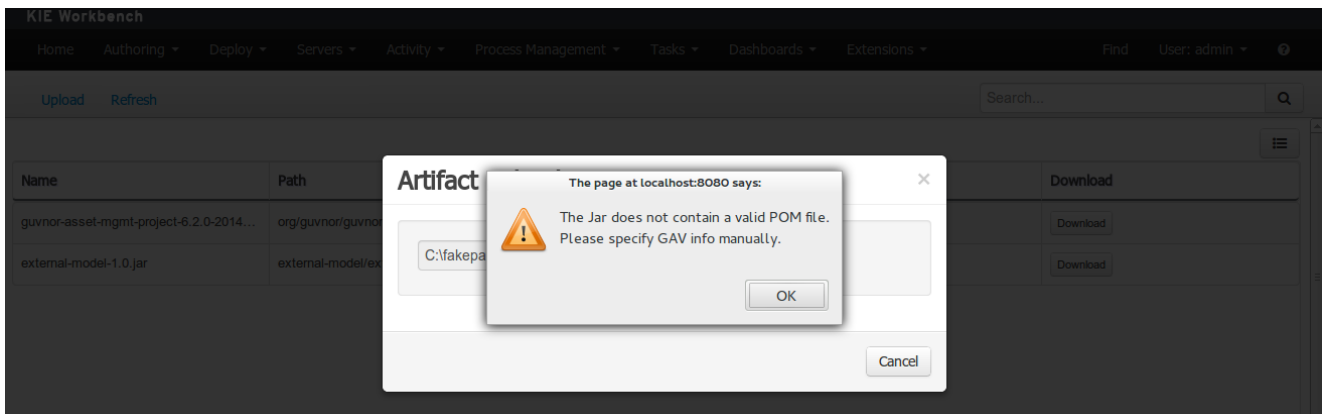 KIE Workbench
Home Authoring Deploy Servers Activity Process Management Tasks Dashboards Extensions Find User: admin
Upload Refresh Search...
Name Path Download
guvnor-asset-mgmt-project-6.2.0-2014... org/guvnor/guvnor Download
external-model-1.0.jar external-model/ex Download
Artifact
×
The page at localhost:8080 says:
The Jar does not contain a valid POM file.
Please specify GAV info manually.
C:\fakepa
OK
Cancel